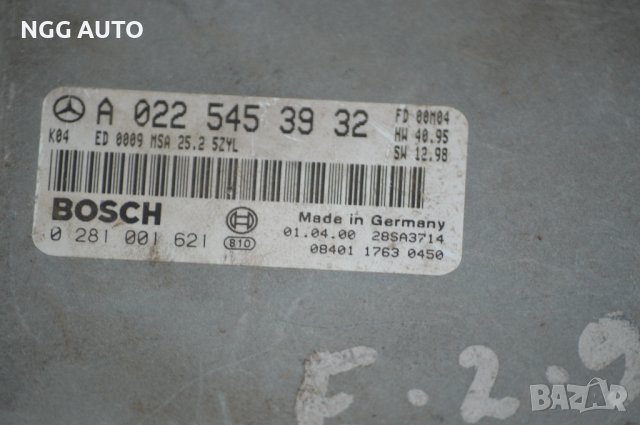 NGG AUTO
A 022 545 39 32
FD 00M04
K04 ED 0009 MSA 25.2 5ZYL
HW 40.95
SW 12.98
BOSCH
Made in Germany
0 281 001 621
810
01.04.00 28SA3714
08401 1763 0450
F.2.9
BAZAR